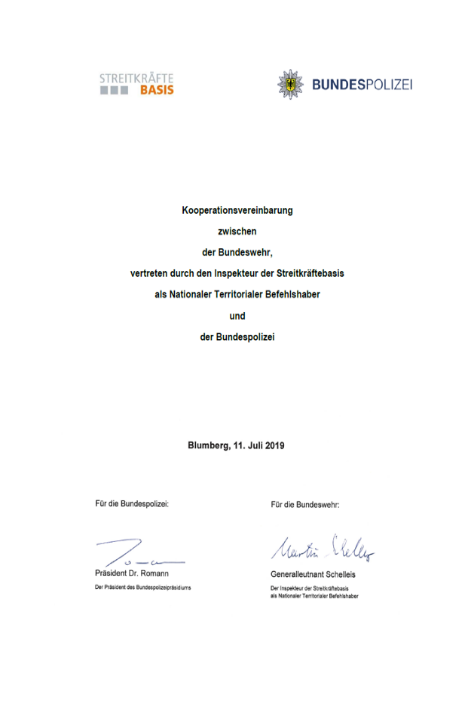 STREITKRÄFTE
BASIS
BUNDESPOLIZEI
Kooperationsvereinbarung
zwischen
der Bundeswehr,
vertreten durch den Inspekteur der Streitkräftebasis
als Nationaler Territorialer Befehlshaber
und
der Bundespolizei
Blumberg, 11. Juli 2019
Für die Bundespolizei:
Präsident Dr. Romann
Der Präsident des Bundespolizeipräsidiums
Für die Bundeswehr:
Martin Schelleis
Generalleutnant Schelleis
Der Inspekteur der Streitkräftebasis
als Nationaler Territorialer Befehlshaber